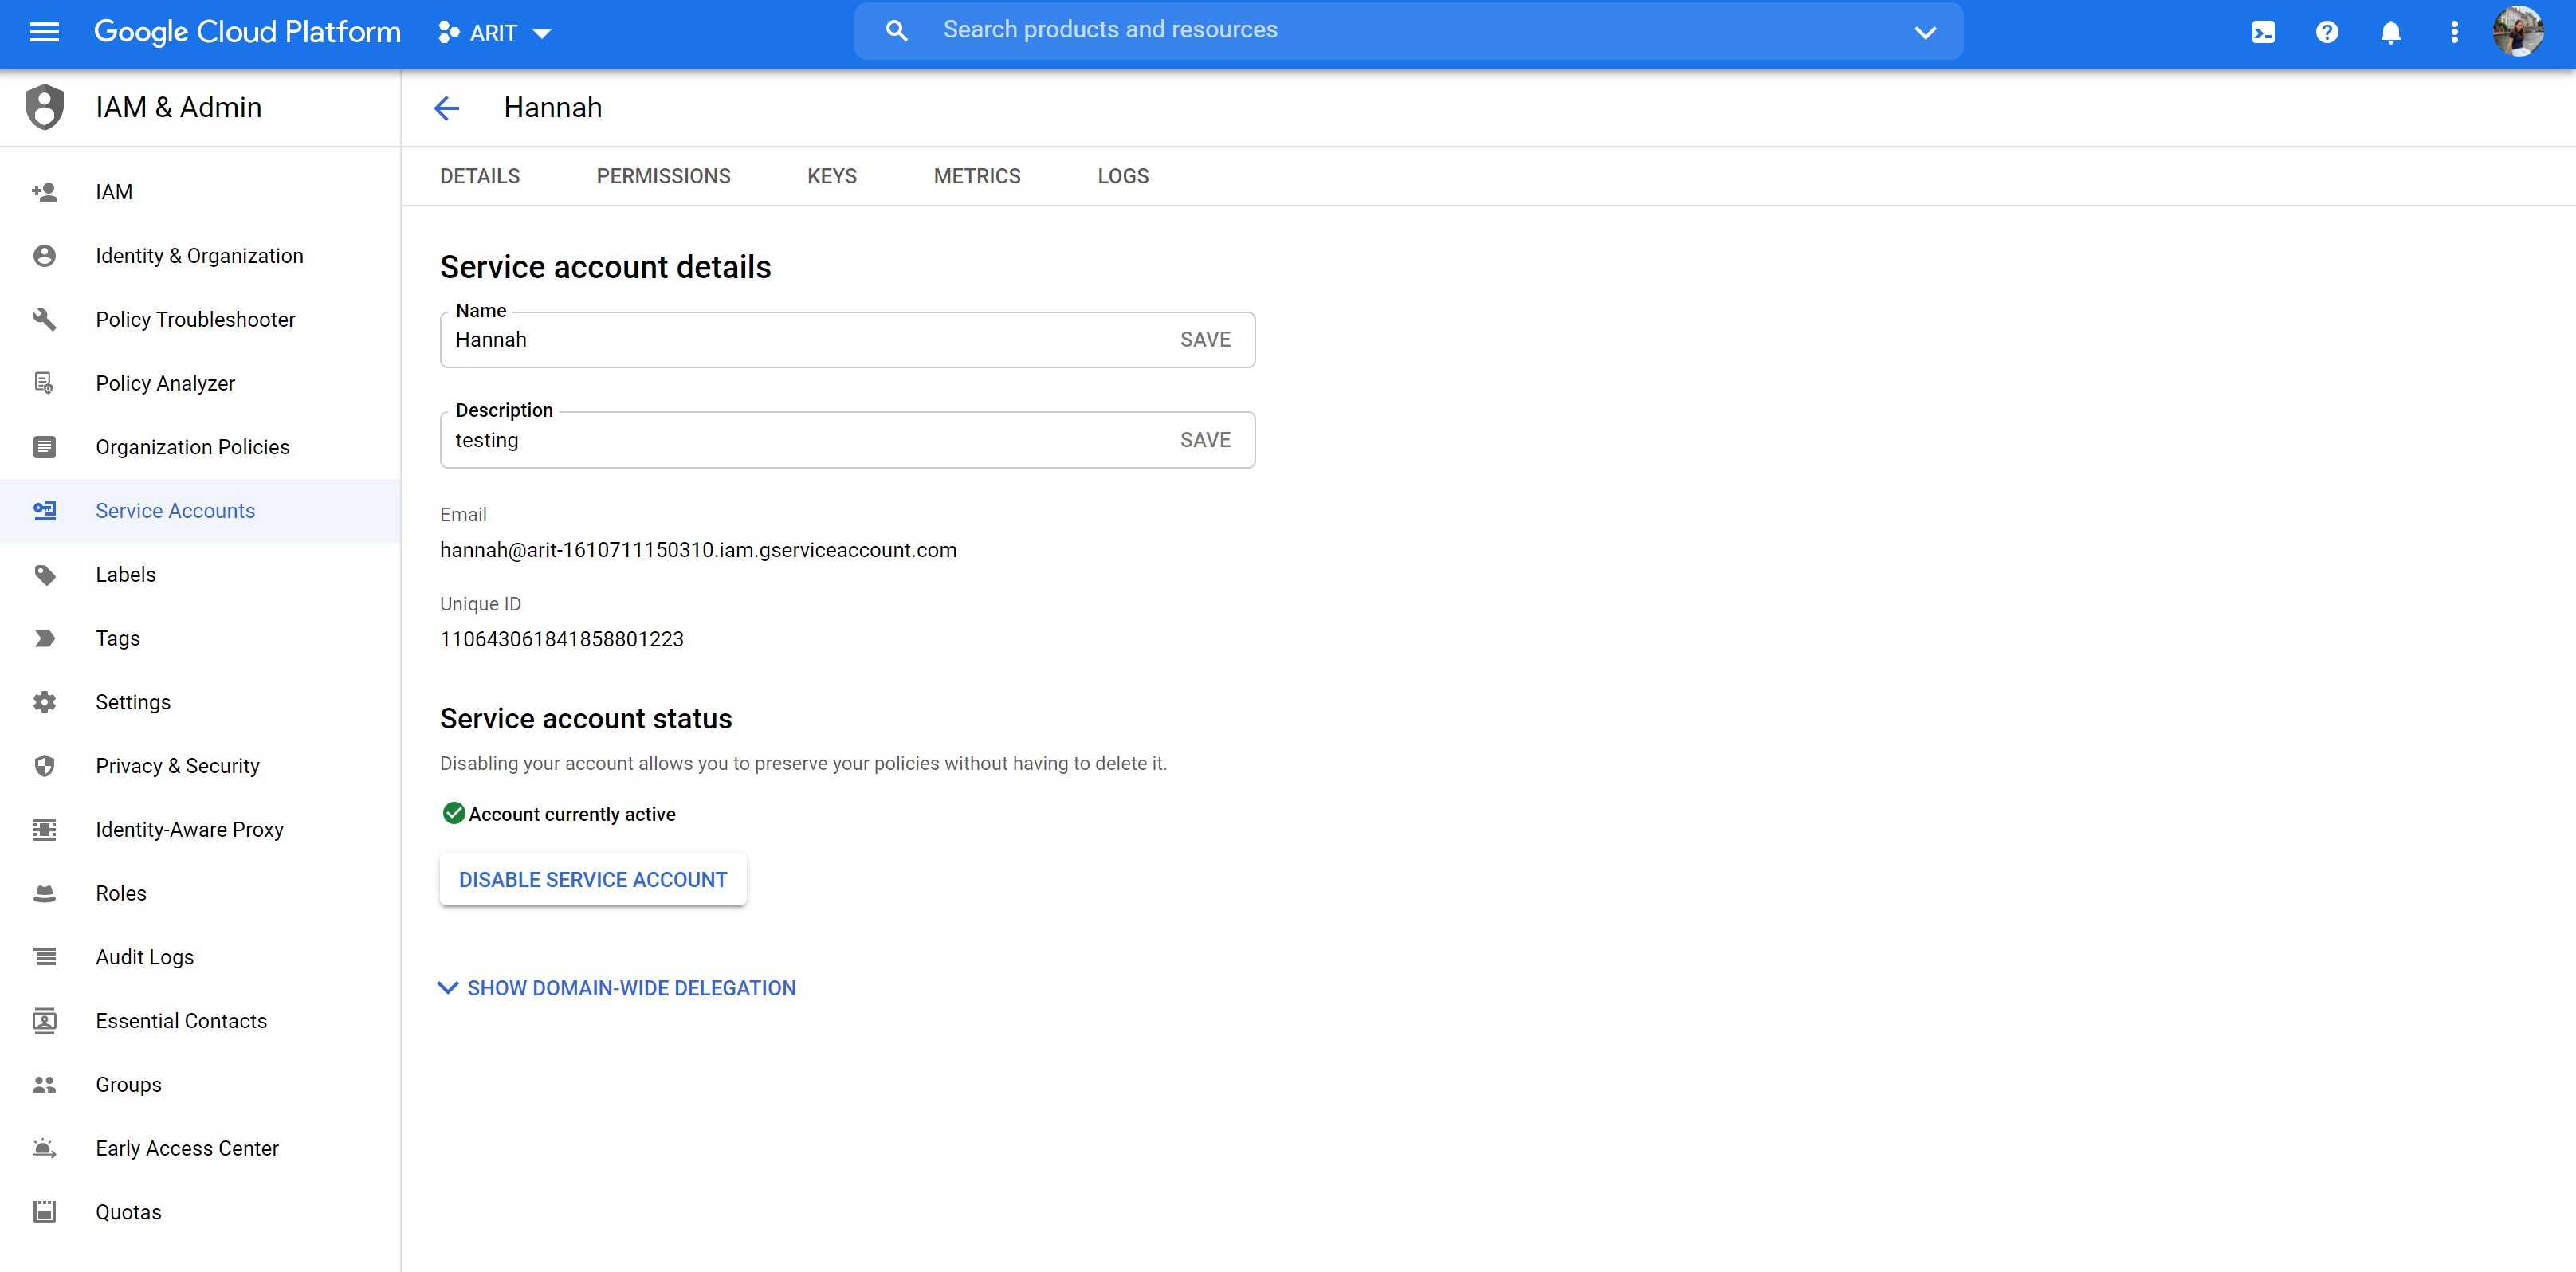 Google Cloud Platform
ARIT
Search products and resources
IAM & Admin
Hannah
IAM
Identity & Organization
Policy Troubleshooter
Policy Analyzer
Organization Policies
Service Accounts
Labels
Tags
Settings
Privacy & Security
Identity-Aware Proxy
Roles
Audit Logs
Essential Contacts
Groups
Early Access Center
Quotas
DETAILS PERMISSIONS KEYS METRICS LOGS
Service account details
Name
Hannah SAVE
Description
testing SAVE
Email
hannah@arit-1610711150310.iam.gserviceaccount.com
Unique ID
110643061841858801223
Service account status
Disabling your account allows you to preserve your policies without having to delete it.
Account currently active
DISABLE SERVICE ACCOUNT
SHOW DOMAIN-WIDE DELEGATION